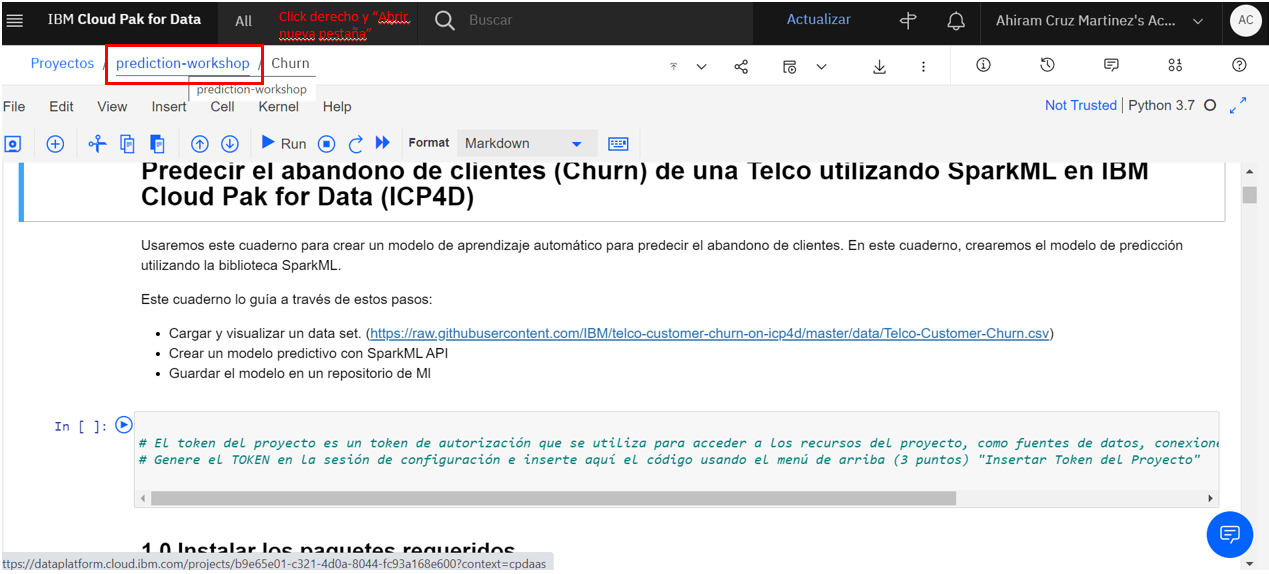 IBM Cloud Pak for Data
All
Click derecho y "Abrir
nueva pestaña"
Buscar
Actualizar
Ahiram Cruz Martinez's Ac...
AC
Proyectos / prediction-workshop / Churn
prediction-workshop
File Edit View Insert Cell Kernel Help
Not Trusted | Python 3.7
Run
Format
Markdown
Predecir el abandono de clientes (Churn) de una Telco utilizando SparkML en IBM
Cloud Pak for Data (ICP4D)
Usaremos este cuaderno para crear un modelo de aprendizaje automático para predecir el abandono de clientes. En este cuaderno, crearemos el modelo de predicción
utilizando la biblioteca SparkML.
Este cuaderno lo guía a través de estos pasos:
• Cargar y visualizar un data set. (https://raw.githubusercontent.com/IBM/telco-customer-churn-on-icp4d/master/data/Telco-Customer-Churn.csv)
• Crear un modelo predictivo con SparkML API
• Guardar el modelo en un repositorio de Ml
In [ ]:
# El token del proyecto es un token de autorización que se utiliza para acceder a los recursos del proyecto, como fuentes de datos, conexione
# Genere el TOKEN en la sesión de configuración e inserte aquí el código usando el menú de arriba (3 puntos) "Insertar Token del Proyecto"
1.0 Instalar los paquetes requeridos
ttps://dataplatform.cloud.ibm.com/projects/b9e65e01-c321-4d0a-8044-fc93a168e600?context=cpdaas